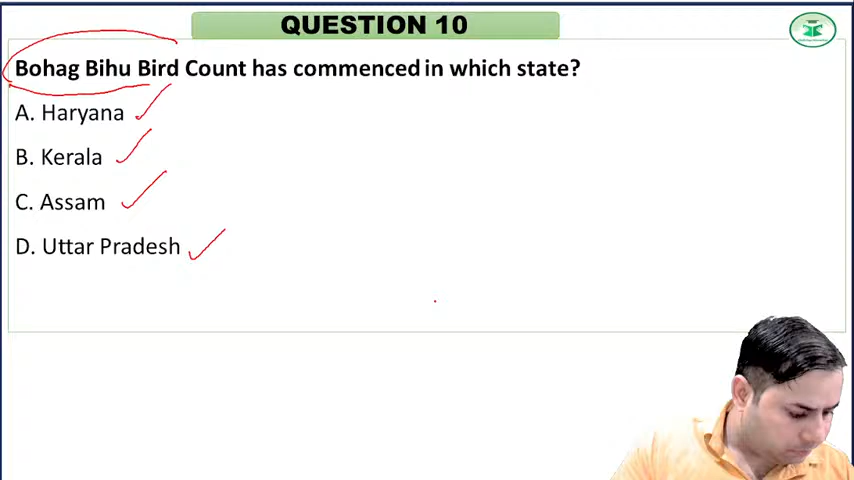 QUESTION 10
Bohag Bihu Bird Count has commenced in which state?
A. Haryana
B. Kerala
C. Assam
D. Uttar Pradesh